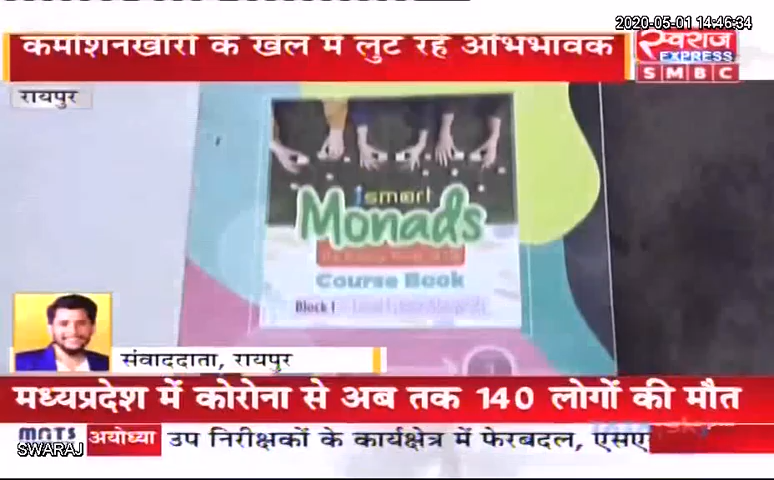 2020-05-01 14:46:34
कमीशनखोरी के खेल में लुट रहे अभिभावक
स्वराज
EXPRESS
SMBC
रायपुर
ismart
Monads
Course Book
Block I
संवाददाता, रायपुर
मध्यप्रदेश में कोरोना से अब तक 140 लोगों की मौत
अयोध्या उप निरीक्षकों के कार्यक्षेत्र में फेरबदल, एसए
SWARAJ